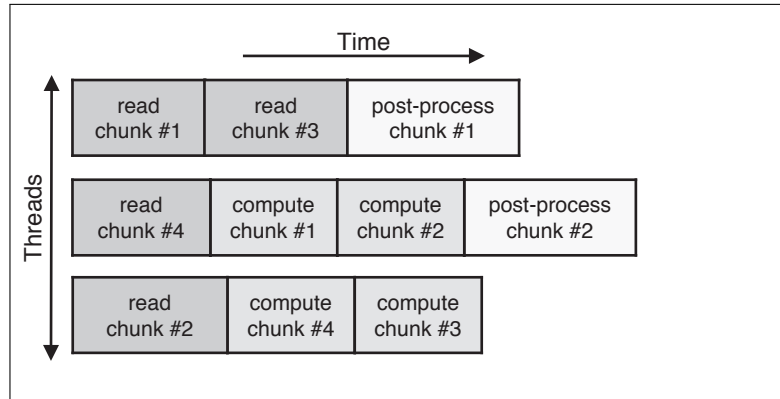 Time
Threads
read
chunk #1
read
chunk #3
post-process
chunk #1
read
chunk #4
compute
chunk #1
compute
chunk #2
post-process
chunk #2
read
chunk #2
compute
chunk #4
compute
chunk #3